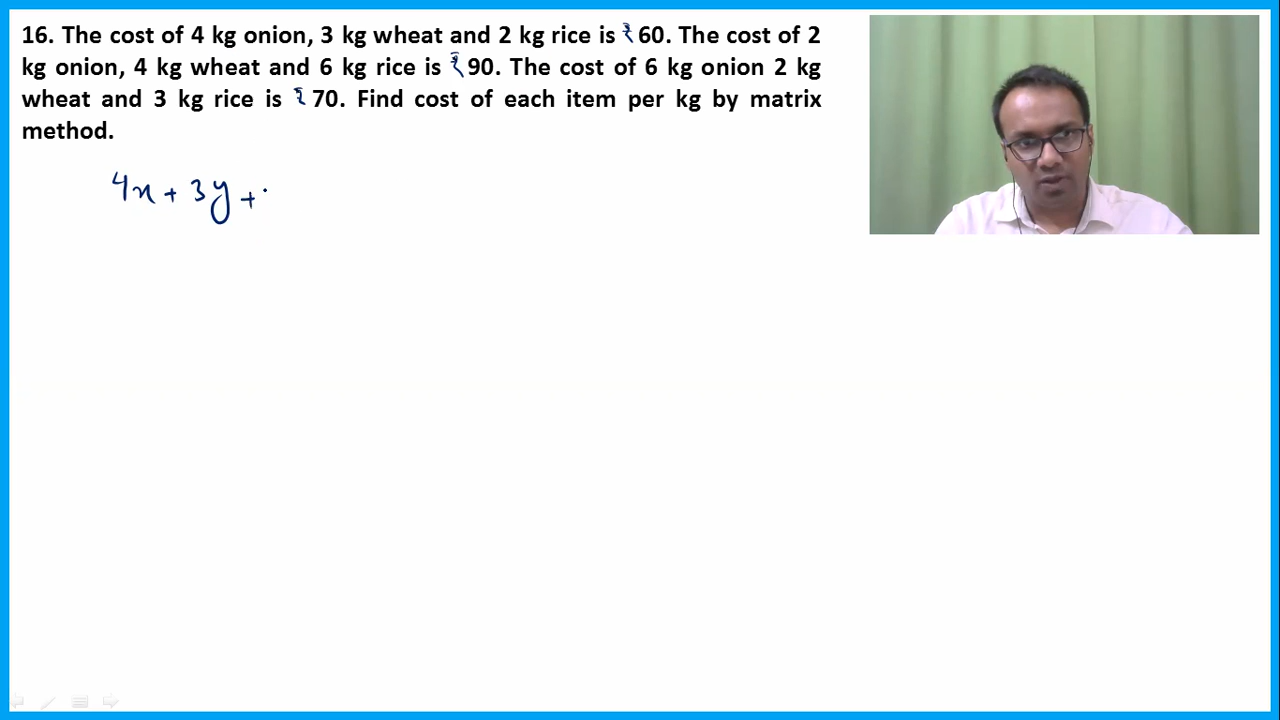 16. The cost of 4 kg onion, 3 kg wheat and 2 kg rice is ₹ 60. The cost of 2
kg onion, 4 kg wheat and 6 kg rice is ₹ 90. The cost of 6 kg onion 2 kg
wheat and 3 kg rice is ₹ 70. Find cost of each item per kg by matrix
method.
4x + 3y +